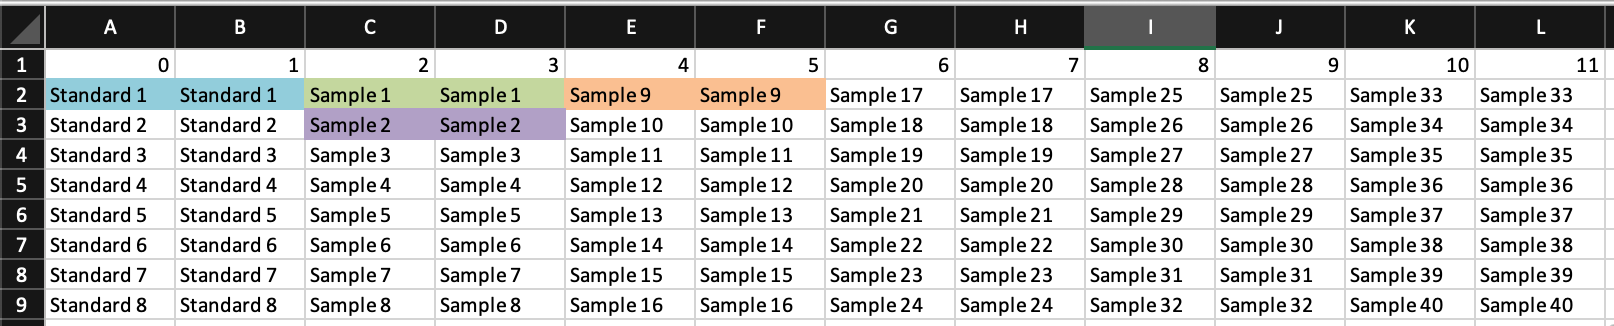 A B C D E F G H I J K L
1 0 1 2 3 4 5 6 7 8 9 10 11
2 Standard 1 Standard 1 Sample 1 Sample 1 Sample 9 Sample 9 Sample 17 Sample 17 Sample 25 Sample 25 Sample 33 Sample 33
3 Standard 2 Standard 2 Sample 2 Sample 2 Sample 10 Sample 10 Sample 18 Sample 18 Sample 26 Sample 26 Sample 34 Sample 34
4 Standard 3 Standard 3 Sample 3 Sample 3 Sample 11 Sample 11 Sample 19 Sample 19 Sample 27 Sample 27 Sample 35 Sample 35
5 Standard 4 Standard 4 Sample 4 Sample 4 Sample 12 Sample 12 Sample 20 Sample 20 Sample 28 Sample 28 Sample 36 Sample 36
6 Standard 5 Standard 5 Sample 5 Sample 5 Sample 13 Sample 13 Sample 21 Sample 21 Sample 29 Sample 29 Sample 37 Sample 37
7 Standard 6 Standard 6 Sample 6 Sample 6 Sample 14 Sample 14 Sample 22 Sample 22 Sample 30 Sample 30 Sample 38 Sample 38
8 Standard 7 Standard 7 Sample 7 Sample 7 Sample 15 Sample 15 Sample 23 Sample 23 Sample 31 Sample 31 Sample 39 Sample 39
9 Standard 8 Standard 8 Sample 8 Sample 8 Sample 16 Sample 16 Sample 24 Sample 24 Sample 32 Sample 32 Sample 40 Sample 40